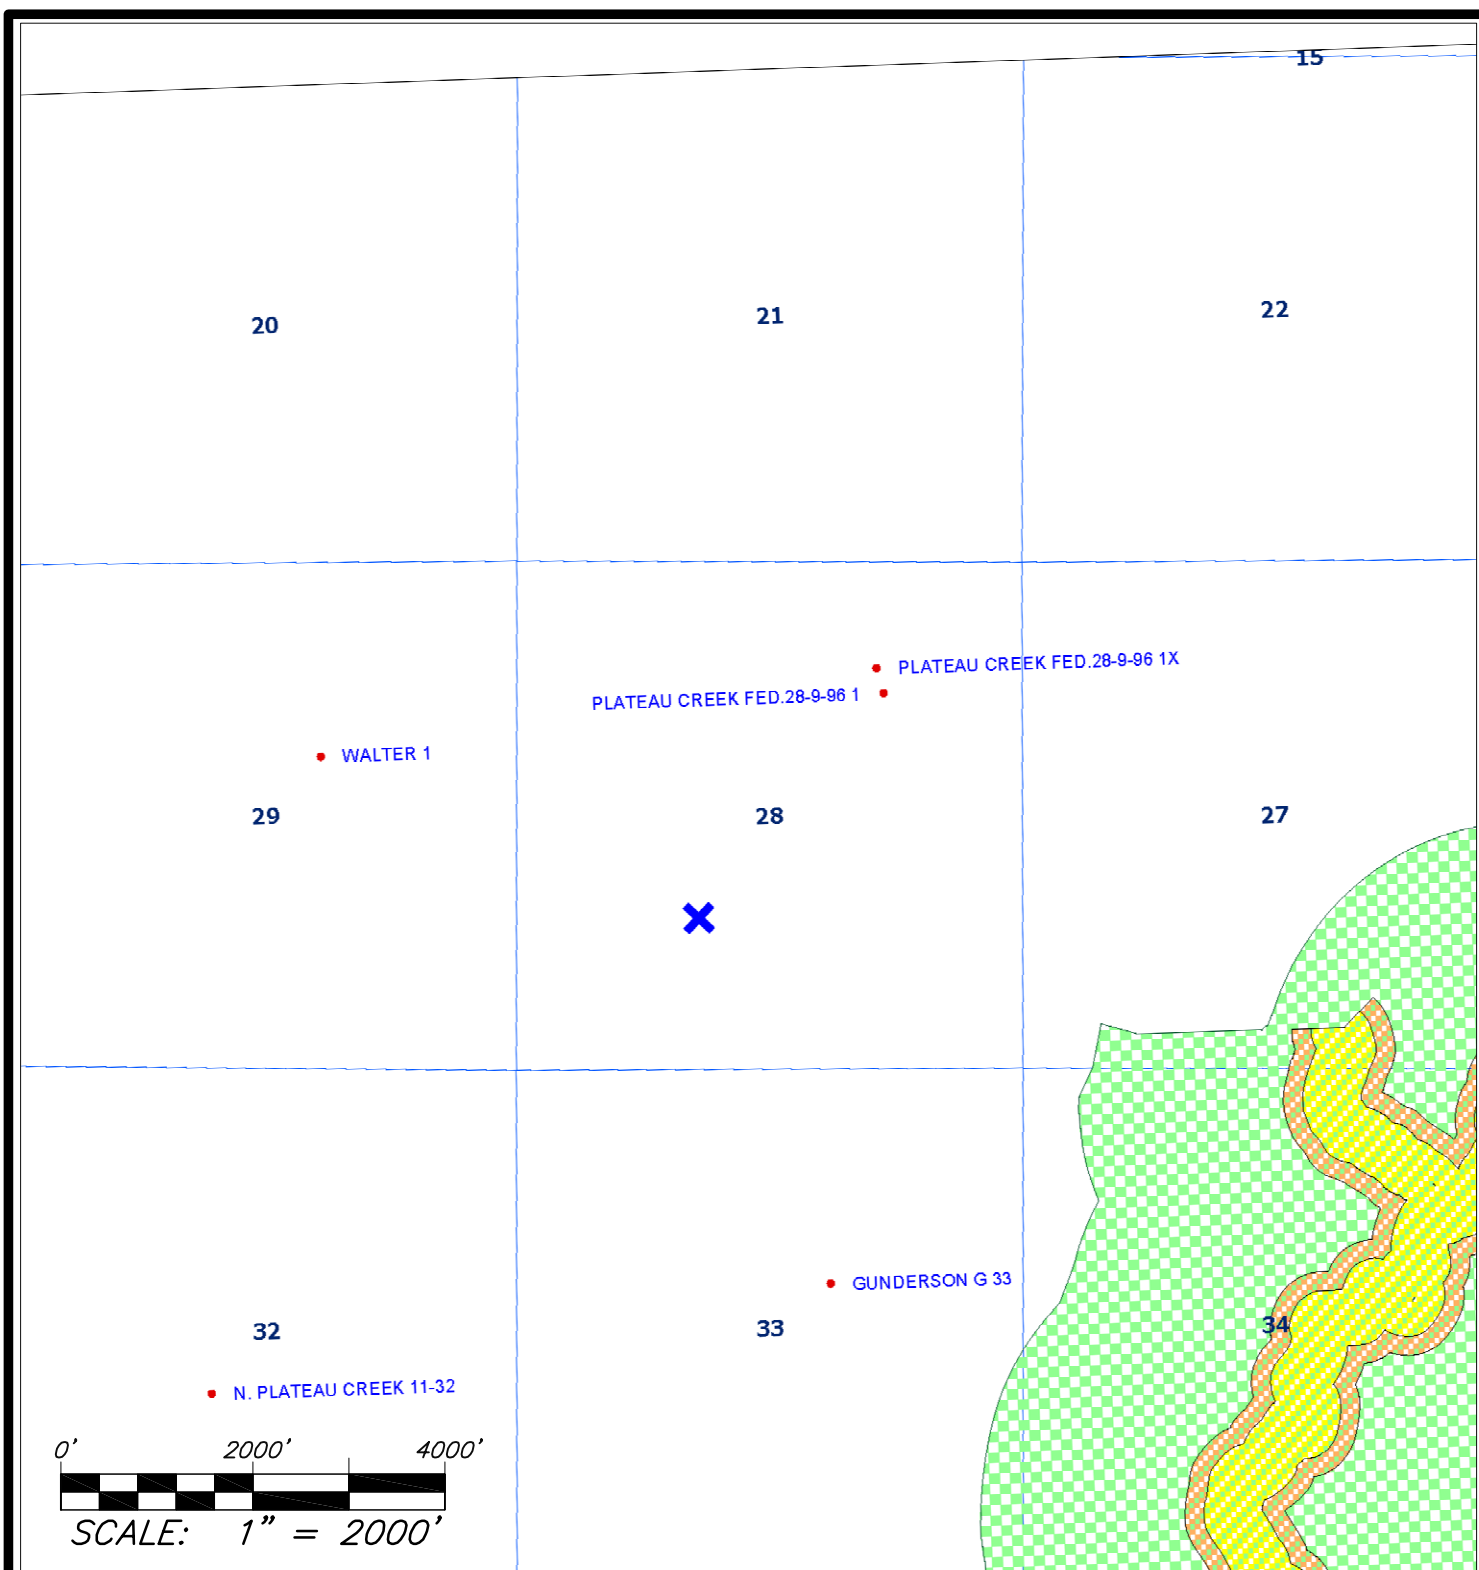 15
20
21
22
PLATEAU CREEK FED.28-9-96 1X
PLATEAU CREEK FED.28-9-96 1
WALTER 1
29
28
27
GUNDERSON G 33
32
33
34
N. PLATEAU CREEK 11-32
0' 2000' 4000'
SCALE: 1" = 2000'